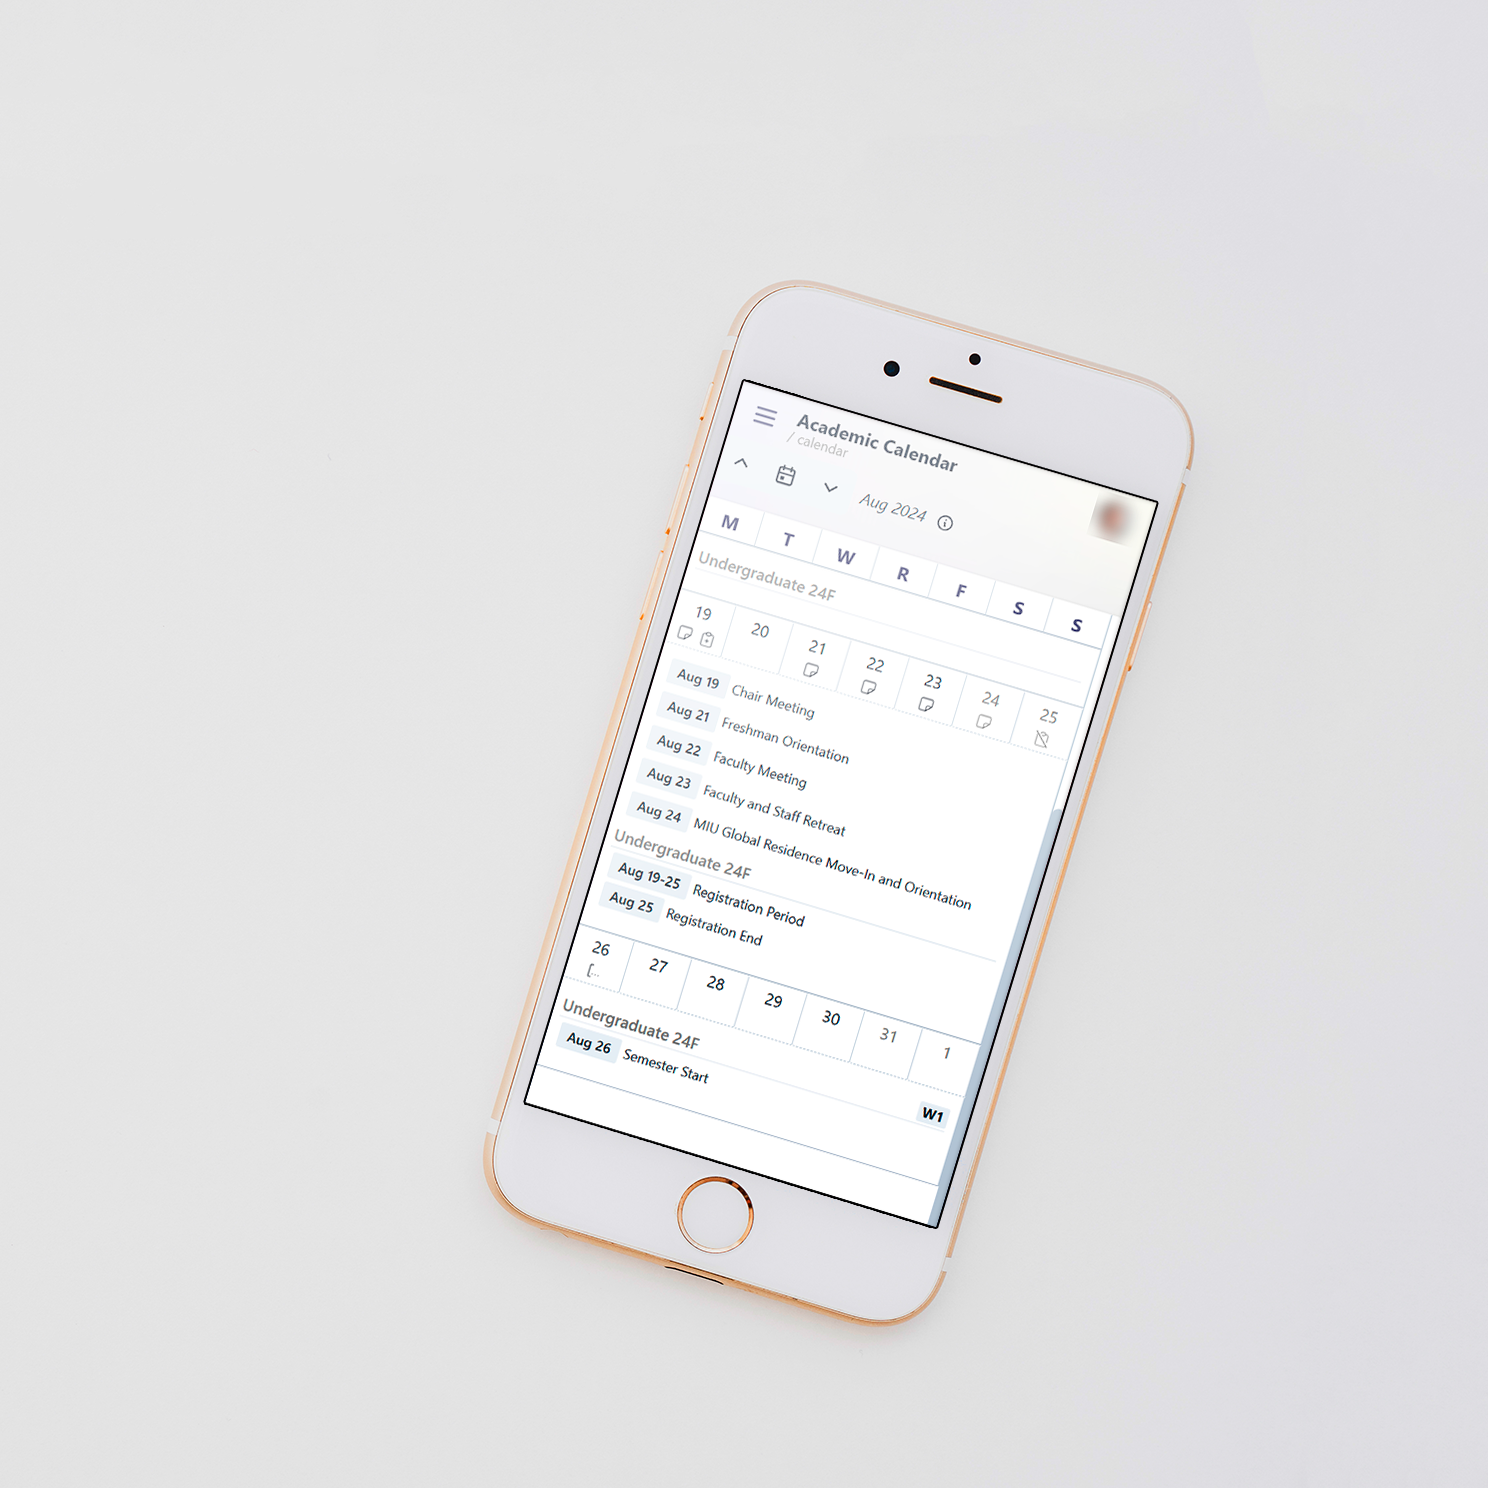 Academic Calendar
/ calendar
Aug 2024
M T W R F S S
Undergraduate 24F
19 20 21 22 23 24 25
Aug 19 Chair Meeting
Aug 21 Freshman Orientation
Aug 22 Faculty Meeting
Aug 23 Faculty and Staff Retreat
Aug 24 MIU Global Residence Move-In and Orientation
Undergraduate 24F
Aug 19-25 Registration Period
Aug 25 Registration End
26 27 28 29 30 31 1
[...
Undergraduate 24F
Aug 26 Semester Start
W1